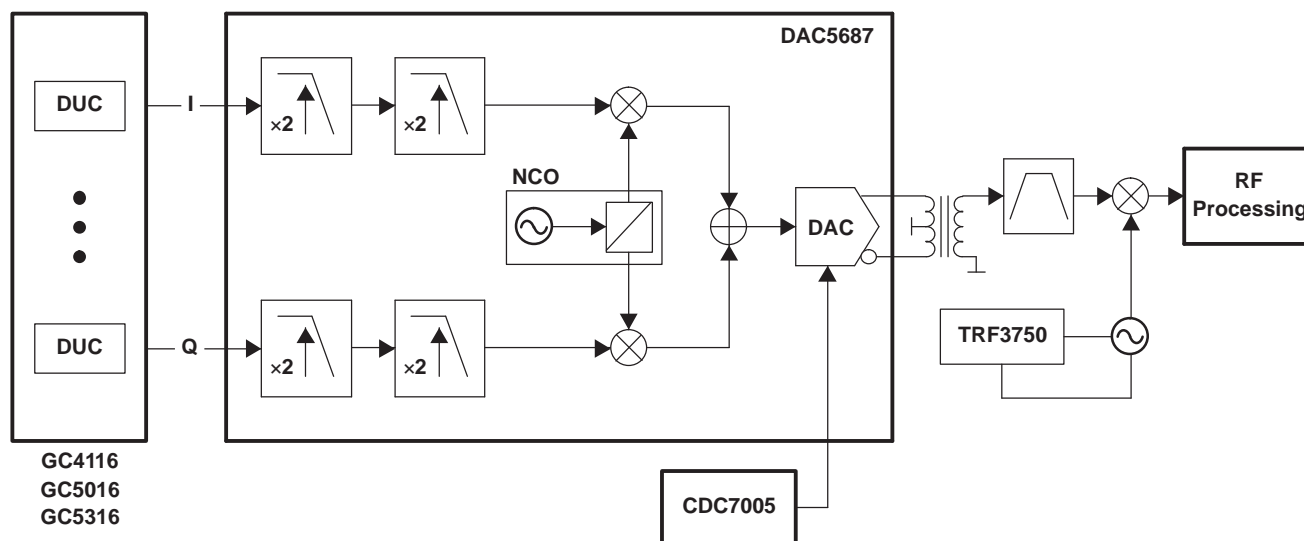 DAC5687
DUC
I
×2
×2
NCO
DAC
RF
Processing
DUC
Q
×2
×2
TRF3750
GC4116
GC5016
GC5316
CDC7005